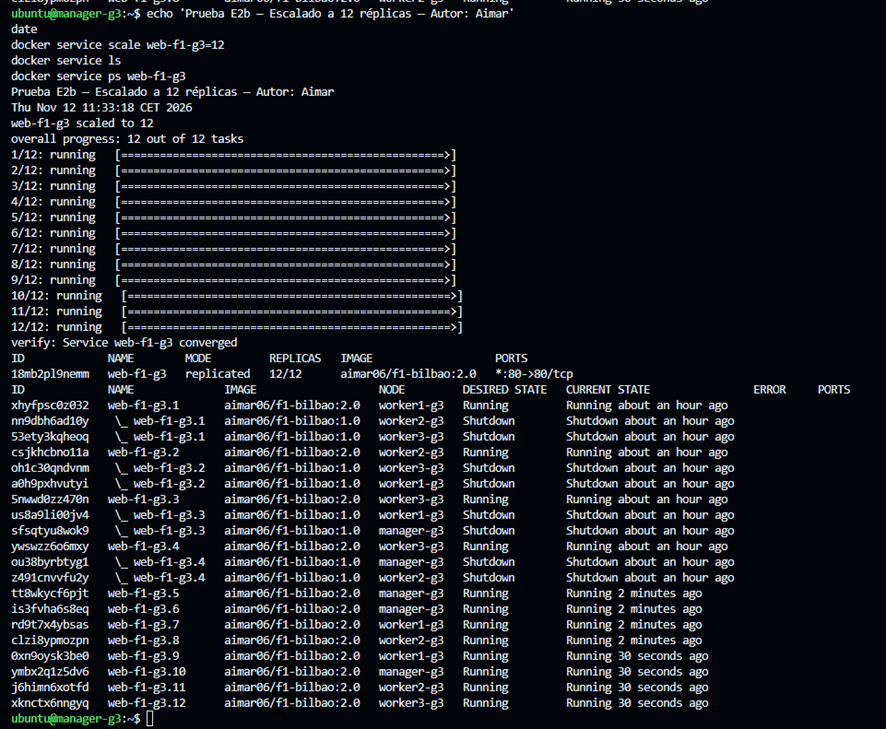 ubuntu@manager-g3:~$ echo 'Prueba E2b — Escalado a 12 réplicas — Autor: Aimar'
date
docker service scale web-f1-g3=12
docker service ls
docker service ps web-f1-g3
Prueba E2b — Escalado a 12 réplicas — Autor: Aimar
Thu Nov 12 11:33:18 CET 2026
web-f1-g3 scaled to 12
overall progress: 12 out of 12 tasks
1/12: running   [==================================================>]
2/12: running   [==================================================>]
3/12: running   [==================================================>]
4/12: running   [==================================================>]
5/12: running   [==================================================>]
6/12: running   [==================================================>]
7/12: running   [==================================================>]
8/12: running   [==================================================>]
9/12: running   [==================================================>]
10/12: running   [==================================================>]
11/12: running   [==================================================>]
12/12: running   [==================================================>]
verify: Service web-f1-g3 converged
ID             NAME        MODE         REPLICAS   IMAGE                   PORTS
18mb2pl9nemm   web-f1-g3   replicated   12/12      aimar06/f1-bilbao:2.0   *:80->80/tcp
ID             NAME              IMAGE                   NODE         DESIRED STATE   CURRENT STATE               ERROR     PORTS
xhyfpsc0z032   web-f1-g3.1       aimar06/f1-bilbao:2.0   worker1-g3   Running         Running about an hour ago
nn9dbh6ad10y    \_ web-f1-g3.1   aimar06/f1-bilbao:1.0   worker2-g3   Shutdown        Shutdown about an hour ago
53ety3kqheoq    \_ web-f1-g3.1   aimar06/f1-bilbao:1.0   worker3-g3   Shutdown        Shutdown about an hour ago
csjkhcbno11a   web-f1-g3.2       aimar06/f1-bilbao:2.0   worker2-g3   Running         Running about an hour ago
oh1c30qndvnm    \_ web-f1-g3.2   aimar06/f1-bilbao:1.0   worker3-g3   Shutdown        Shutdown about an hour ago
a0h9pxhvutyi    \_ web-f1-g3.2   aimar06/f1-bilbao:1.0   worker1-g3   Shutdown        Shutdown about an hour ago
5nwwd0zz470n   web-f1-g3.3       aimar06/f1-bilbao:2.0   worker3-g3   Running         Running about an hour ago
us8a9li00jv4    \_ web-f1-g3.3   aimar06/f1-bilbao:1.0   worker1-g3   Shutdown        Shutdown about an hour ago
sfsqtyu8wok9    \_ web-f1-g3.3   aimar06/f1-bilbao:1.0   manager-g3   Shutdown        Shutdown about an hour ago
ywswzz6o6mxy   web-f1-g3.4       aimar06/f1-bilbao:2.0   worker3-g3   Running         Running about an hour ago
ou38byrbtyg1    \_ web-f1-g3.4   aimar06/f1-bilbao:1.0   manager-g3   Shutdown        Shutdown about an hour ago
z491cnvvfu2y    \_ web-f1-g3.4   aimar06/f1-bilbao:1.0   worker2-g3   Shutdown        Shutdown about an hour ago
tt8wkycf6pjt   web-f1-g3.5       aimar06/f1-bilbao:2.0   manager-g3   Running         Running 2 minutes ago
is3fvha6s8eq   web-f1-g3.6       aimar06/f1-bilbao:2.0   manager-g3   Running         Running 2 minutes ago
rd9t7x4ybsas   web-f1-g3.7       aimar06/f1-bilbao:2.0   worker1-g3   Running         Running 2 minutes ago
clzi8ypmozpn   web-f1-g3.8       aimar06/f1-bilbao:2.0   worker2-g3   Running         Running 2 minutes ago
0xn9oysk3be0   web-f1-g3.9       aimar06/f1-bilbao:2.0   worker1-g3   Running         Running 30 seconds ago
ymbx2q1z5dv6   web-f1-g3.10      aimar06/f1-bilbao:2.0   manager-g3   Running         Running 30 seconds ago
j6himn6xotfd   web-f1-g3.11      aimar06/f1-bilbao:2.0   worker2-g3   Running         Running 30 seconds ago
xknctx6nngyq   web-f1-g3.12      aimar06/f1-bilbao:2.0   worker3-g3   Running         Running 30 seconds ago
ubuntu@manager-g3:~$